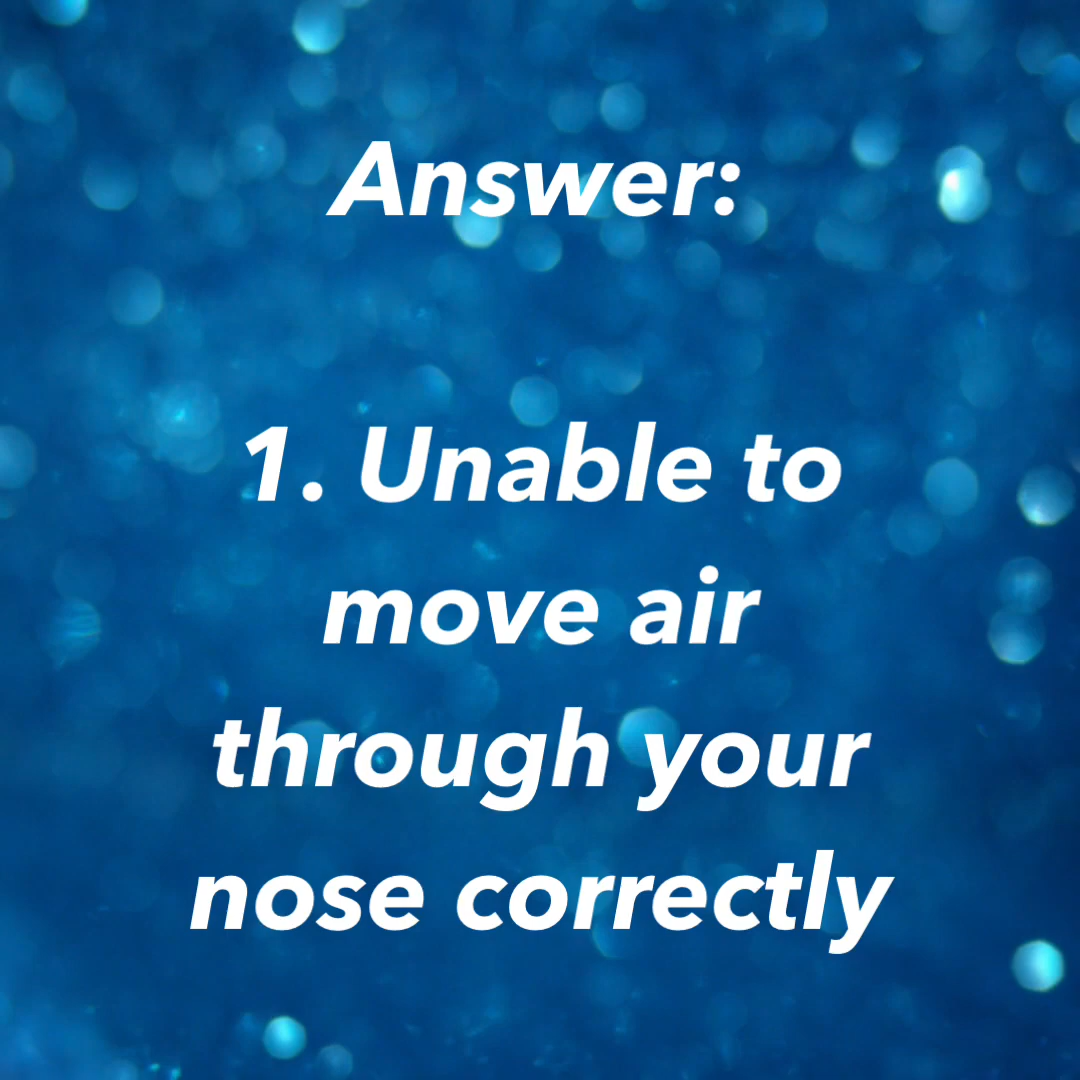 Answer:
1. Unable to
move air
through your
nose correctly